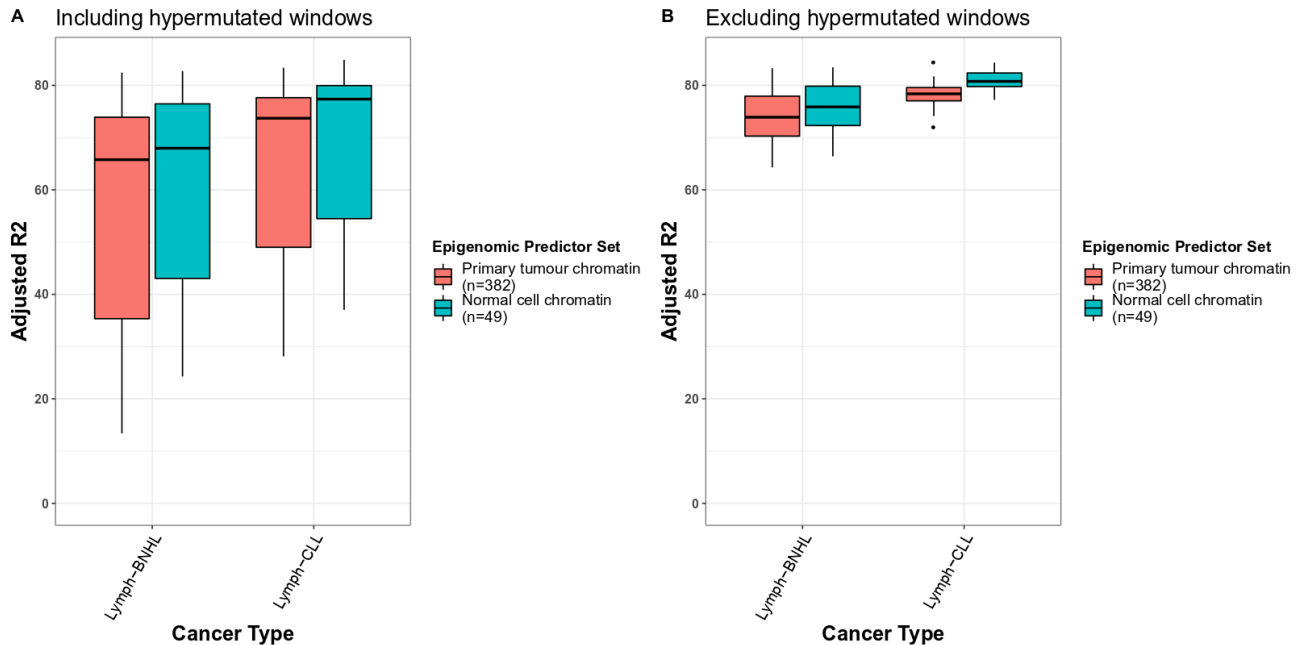 A
Including hypermutated windows
Adjusted R2
80
60
40
20
0
Lymph−BNHL
Lymph−CLL
Cancer Type
Epigenomic Predictor Set
Primary tumour chromatin
(n=382)
Normal cell chromatin
(n=49)
B
Excluding hypermutated windows
Adjusted R2
80
60
40
20
0
Lymph−BNHL
Lymph−CLL
Cancer Type
Epigenomic Predictor Set
Primary tumour chromatin
(n=382)
Normal cell chromatin
(n=49)